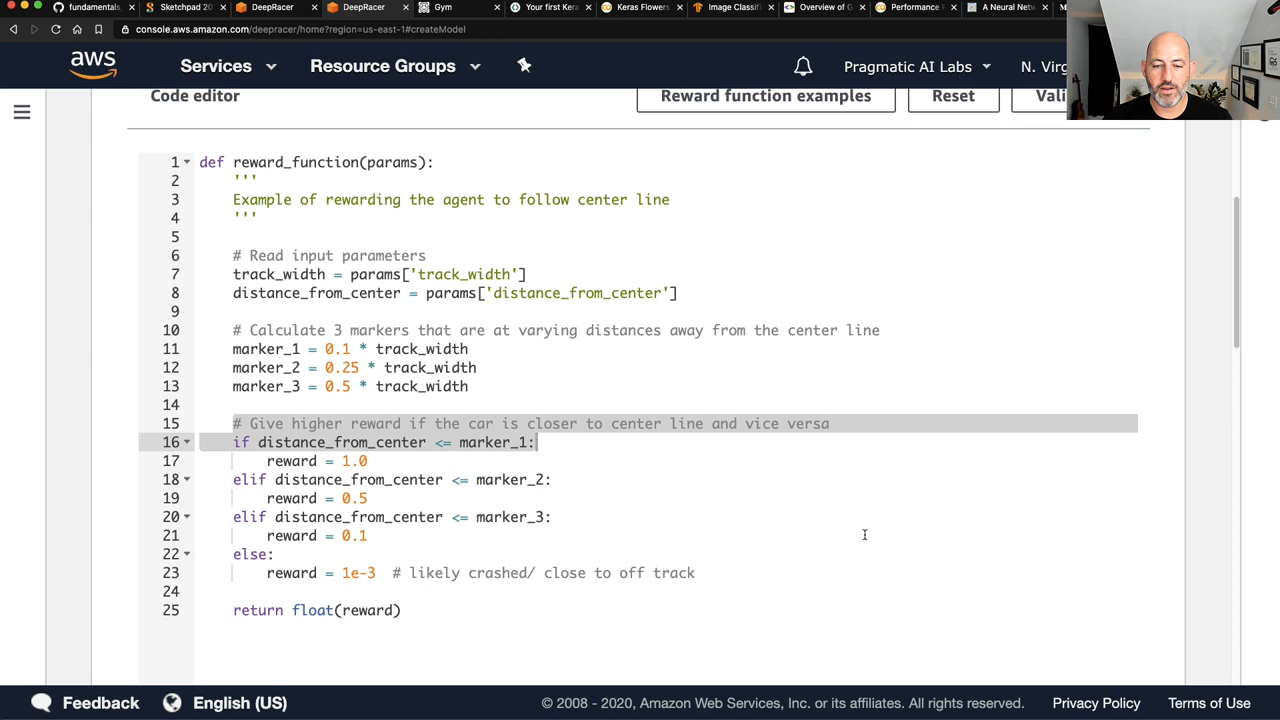 fundamentals_
Sketchpad 20
DeepRacer
DeepRacer
Gym
Your first Kera
Keras Flowers
Image Classifi
Overview of G
Performance F
A Neural Netw
console.aws.amazon.com/deepracer/home?region=us-east-1#createModel
aws
Services
Resource Groups
Pragmatic AI Labs
N. Virg
Code editor
Reward function examples
Reset
Vali
1 def reward_function(params):
2 '''
3 Example of rewarding the agent to follow center line
4 '''
5
6 # Read input parameters
7 track_width = params['track_width']
8 distance_from_center = params['distance_from_center']
9
10 # Calculate 3 markers that are at varying distances away from the center line
11 marker_1 = 0.1 * track_width
12 marker_2 = 0.25 * track_width
13 marker_3 = 0.5 * track_width
14
15 # Give higher reward if the car is closer to center line and vice versa
16 if distance_from_center <= marker_1:
17 reward = 1.0
18 elif distance_from_center <= marker_2:
19 reward = 0.5
20 elif distance_from_center <= marker_3:
21 reward = 0.1
22 else:
23 reward = 1e-3 # likely crashed/ close to off track
24
25 return float(reward)
Feedback
English (US)
© 2008 - 2020, Amazon Web Services, Inc. or its affiliates. All rights reserved.
Privacy Policy
Terms of Use